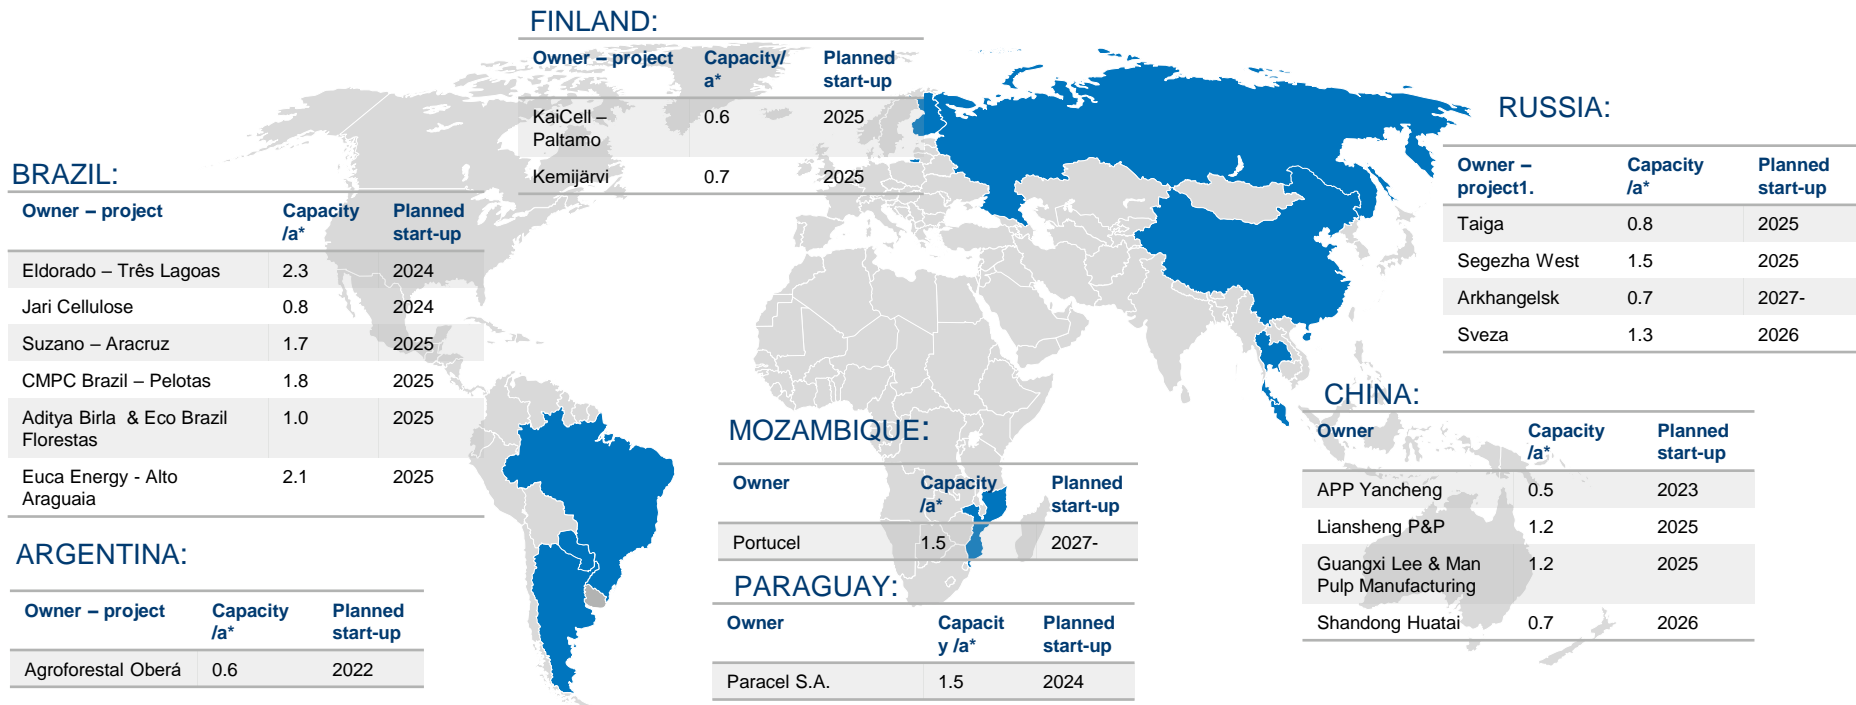 FINLAND:
Owner – project Capacity/ Planned
a* start-up
KaiCell – 0.6 2025
Paltamo
Kemijärvi 0.7 2025
RUSSIA:
Owner – Capacity Planned
project1. /a* start-up
Taiga 0.8 2025
Segezha West 1.5 2025
Arkhangelsk 0.7 2027-
Sveza 1.3 2026
BRAZIL:
Owner – project Capacity Planned
/a* start-up
Eldorado – Três Lagoas 2.3 2024
Jari Cellulose 0.8 2024
Suzano – Aracruz 1.7 2025
CMPC Brazil – Pelotas 1.8 2025
Aditya Birla & Eco Brazil 1.0 2025
Florestas
Euca Energy - Alto 2.1 2025
Araguaia
CHINA:
Owner Capacity Planned
/a* start-up
APP Yancheng 0.5 2023
Liansheng P&P 1.2 2025
Guangxi Lee & Man 1.2 2025
Pulp Manufacturing
Shandong Huatai 0.7 2026
MOZAMBIQUE:
Owner Capacity Planned
/a* start-up
Portucel 1.5 2027-
ARGENTINA:
Owner – project Capacity Planned
/a* start-up
Agroforestal Oberá 0.6 2022
PARAGUAY:
Owner Capacit Planned
y /a* start-up
Paracel S.A. 1.5 2024